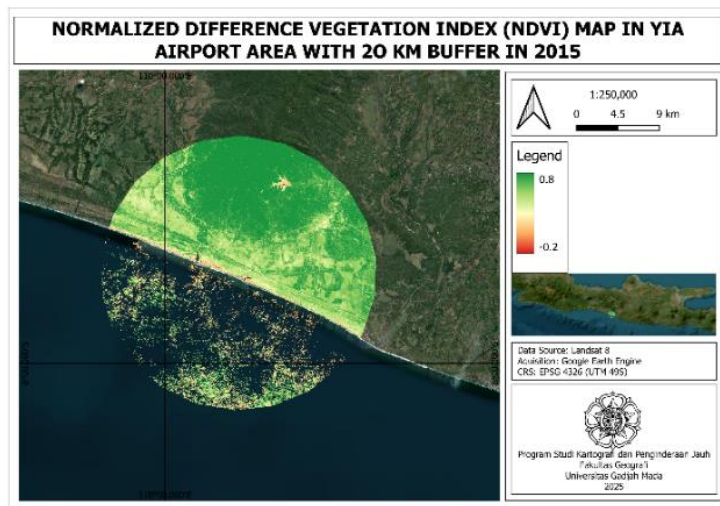 NORMALIZED DIFFERENCE VEGETATION INDEX (NDVI) MAP IN YIA
AIRPORT AREA WITH 20 KM BUFFER IN 2015
1:250,000
0 4.5 9 km
Legend
0.8
-0.2
Data Source: Landsat 8
Aquisition: Google Earth Engine
CRS: EPSG 4326 (UTM 49S)
Program Studi Kartografi dan Penginderaan Jauh
Fakultas Geografi
Universitas Gadjah Mada
2025